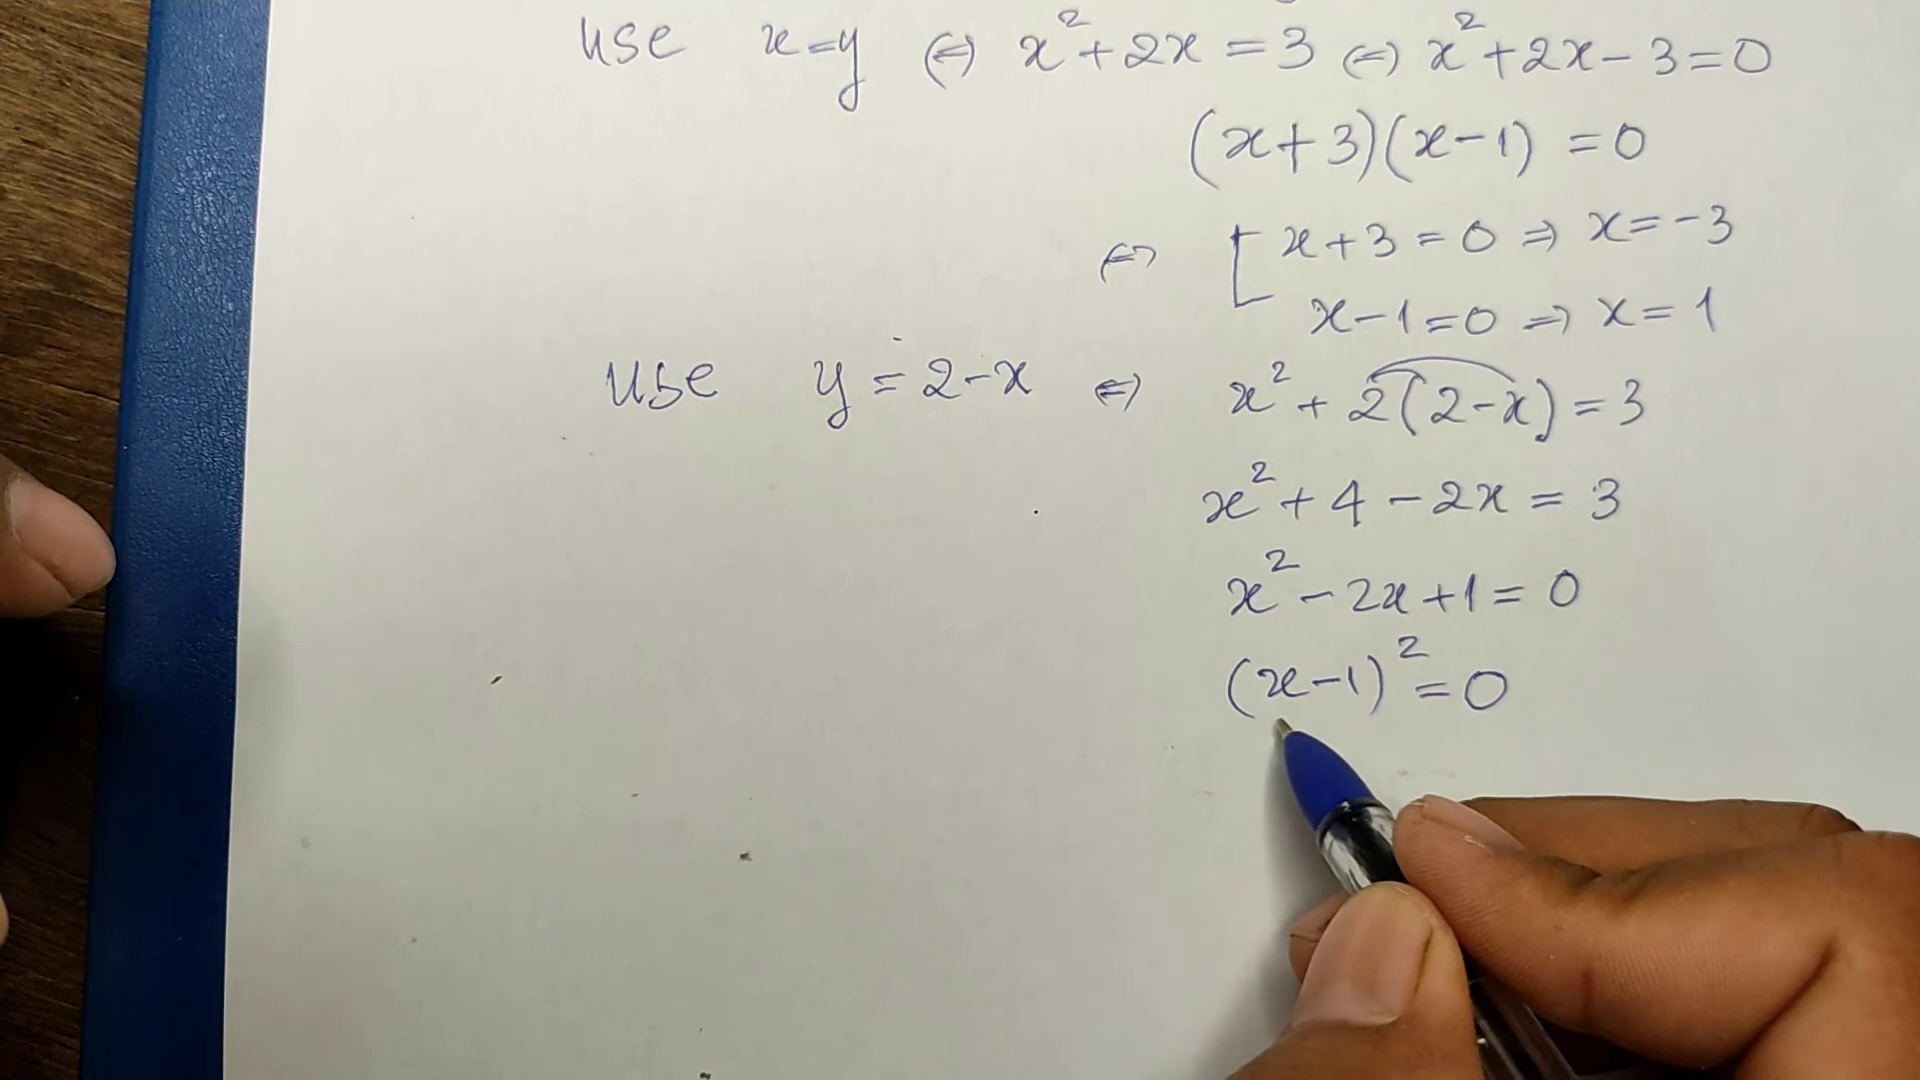 use x=y ⇔ x²+2x=3 ⇔ x²+2x-3=0
(x+3)(x-1)=0
⇔ [ x+3=0 ⇒ x=-3
x-1=0 ⇒ x=1
use y=2-x ⇔ x²+2(2-x)=3
x²+4-2x=3
x²-2x+1=0
(x-1)²=0